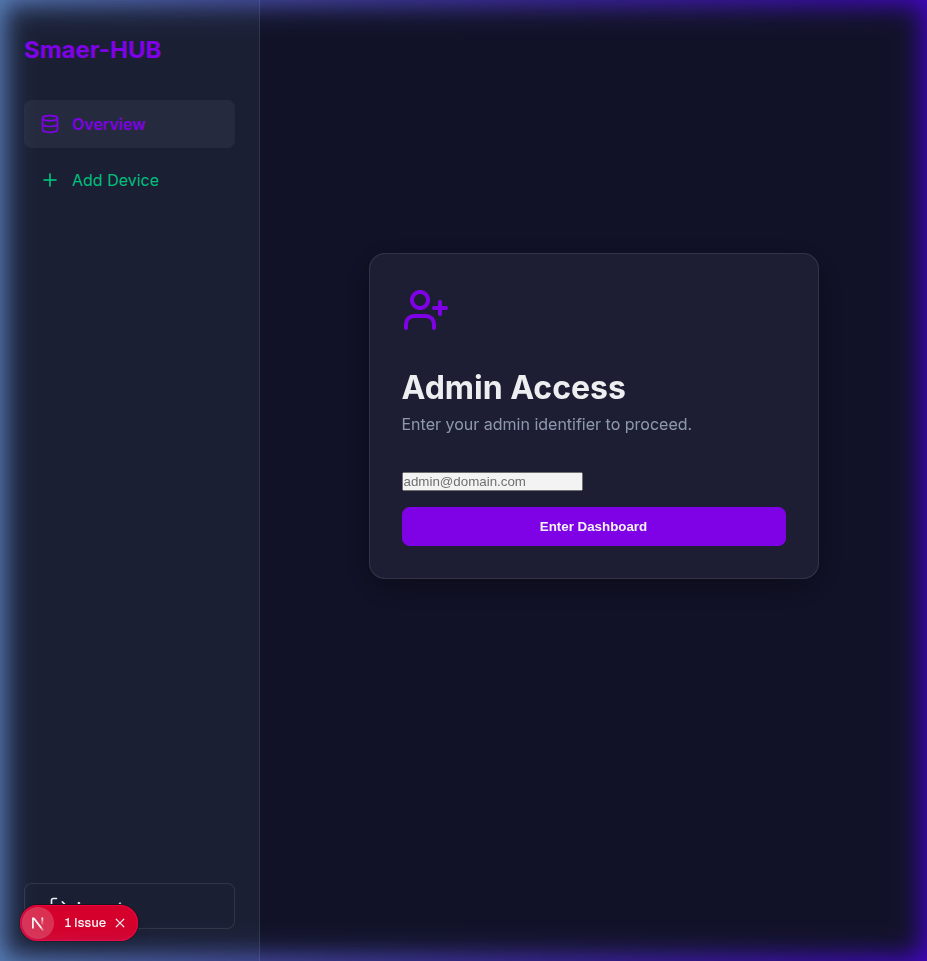 Smaer-HUB
Overview
Add Device
Admin Access
Enter your admin identifier to proceed.
admin@domain.com
Enter Dashboard
1 Issue